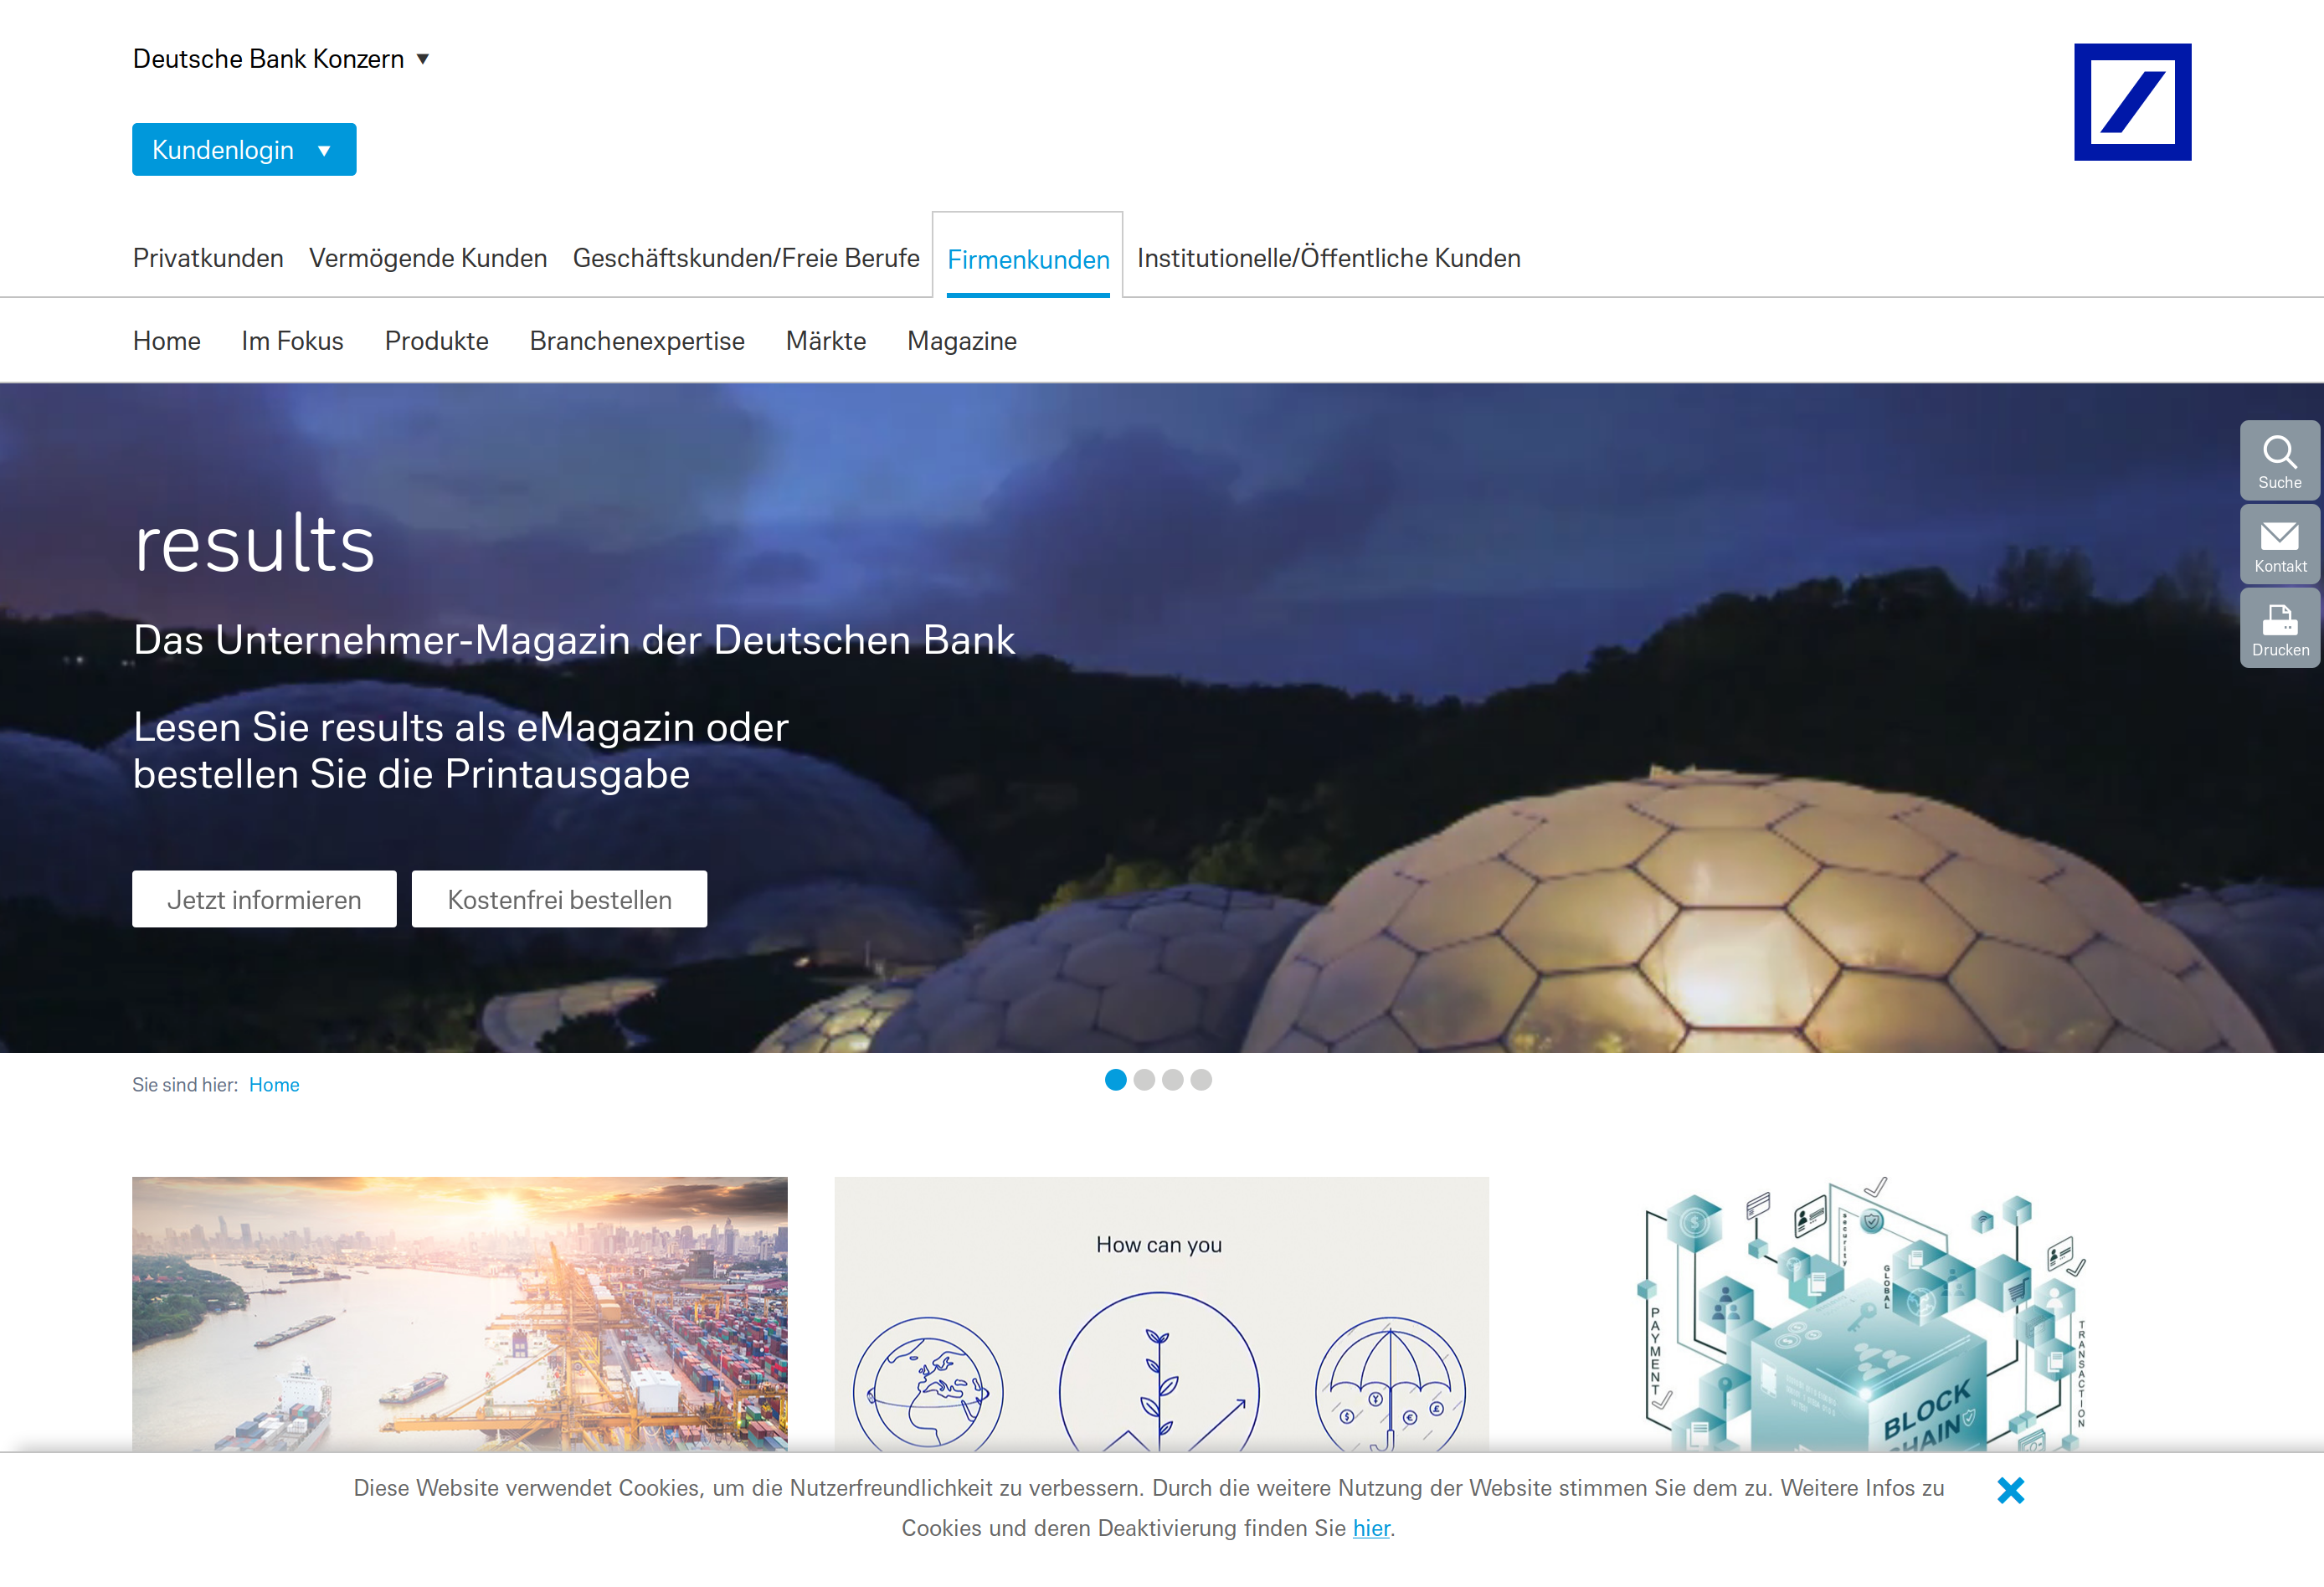 Deutsche Bank Konzern
Kundenlogin
Privatkunden Vermögende Kunden Geschäftskunden/Freie Berufe Firmenkunden Institutionelle/Öffentliche Kunden
Home Im Fokus Produkte Branchenexpertise Märkte Magazine
Suche
Kontakt
Drucken
results
Das Unternehmer-Magazin der Deutschen Bank
Lesen Sie results als eMagazin oder
bestellen Sie die Printausgabe
Jetzt informieren Kostenfrei bestellen
Sie sind hier: Home
How can you
security
GLOBAL
PAYMENT
TRANSACTION
BLOCK
CHAIN
Diese Website verwendet Cookies, um die Nutzerfreundlichkeit zu verbessern. Durch die weitere Nutzung der Website stimmen Sie dem zu. Weitere Infos zu
Cookies und deren Deaktivierung finden Sie hier.